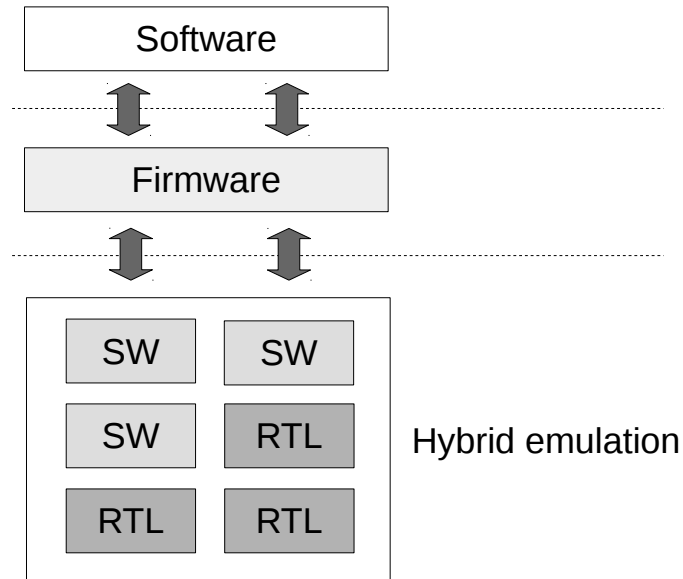 Software
Firmware
SW SW
SW RTL
Hybrid emulation
RTL RTL